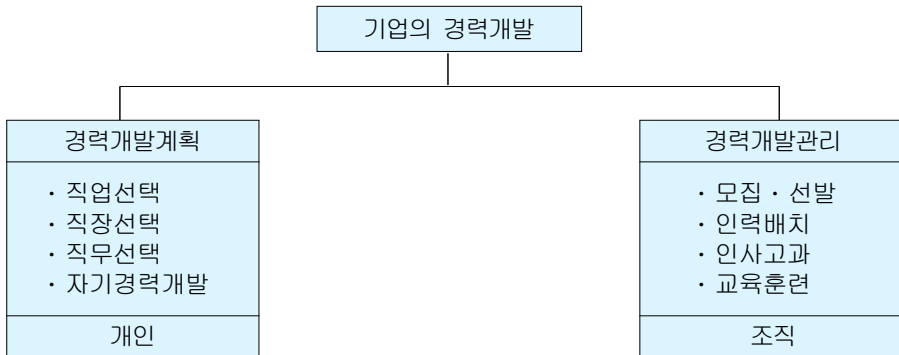 기업의 경력개발
경력개발계획
· 직업선택
· 직장선택
· 직무선택
· 자기경력개발
개인
경력개발관리
· 모집 · 선발
· 인력배치
· 인사고과
· 교육훈련
조직